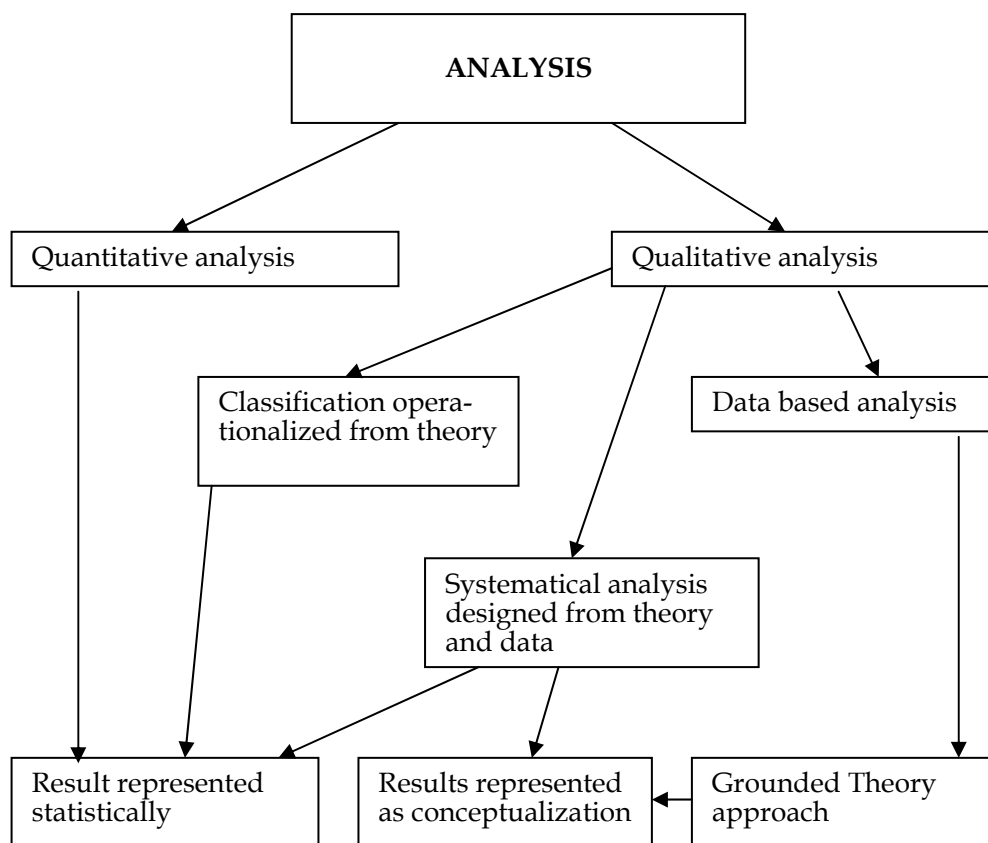 ANALYSIS
Quantitative analysis
Qualitative analysis
Classification opera-
tionalized from theory
Data based analysis
Systematical analysis
designed from theory
and data
Result represented
statistically
Results represented
as conceptualization
Grounded Theory
approach